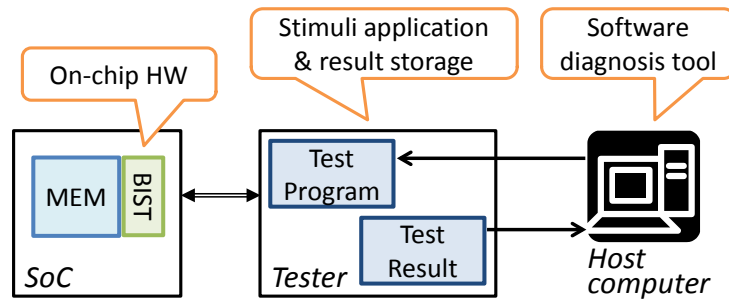 Stimuli application
& result storage
Software
diagnosis tool
On-chip HW
MEM
BIST
SoC
Test
Program
Test
Result
Tester
Host
computer